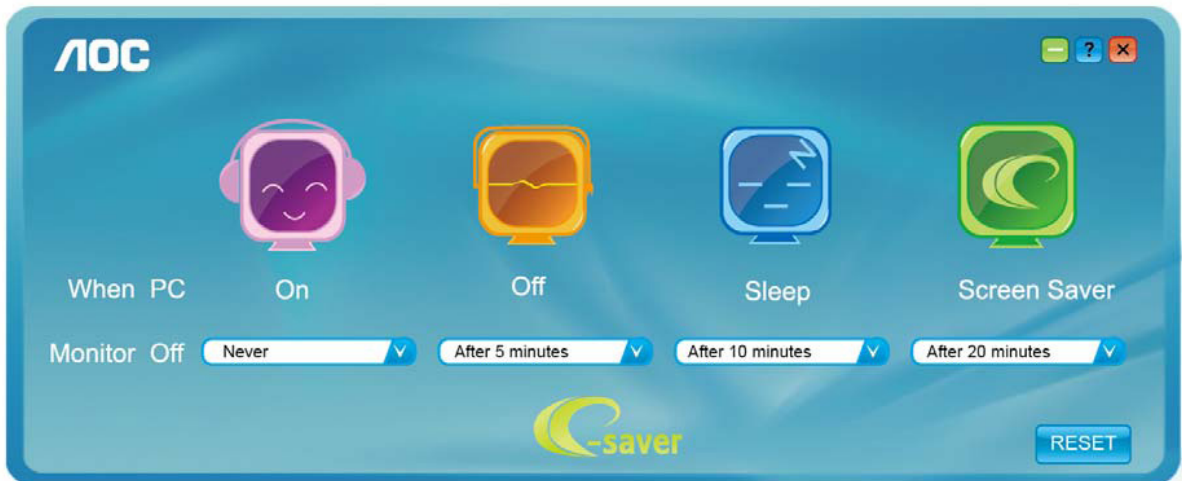 AOC
?
When PC On Off Sleep Screen Saver
Monitor Off Never After 5 minutes After 10 minutes After 20 minutes
e-saver
RESET